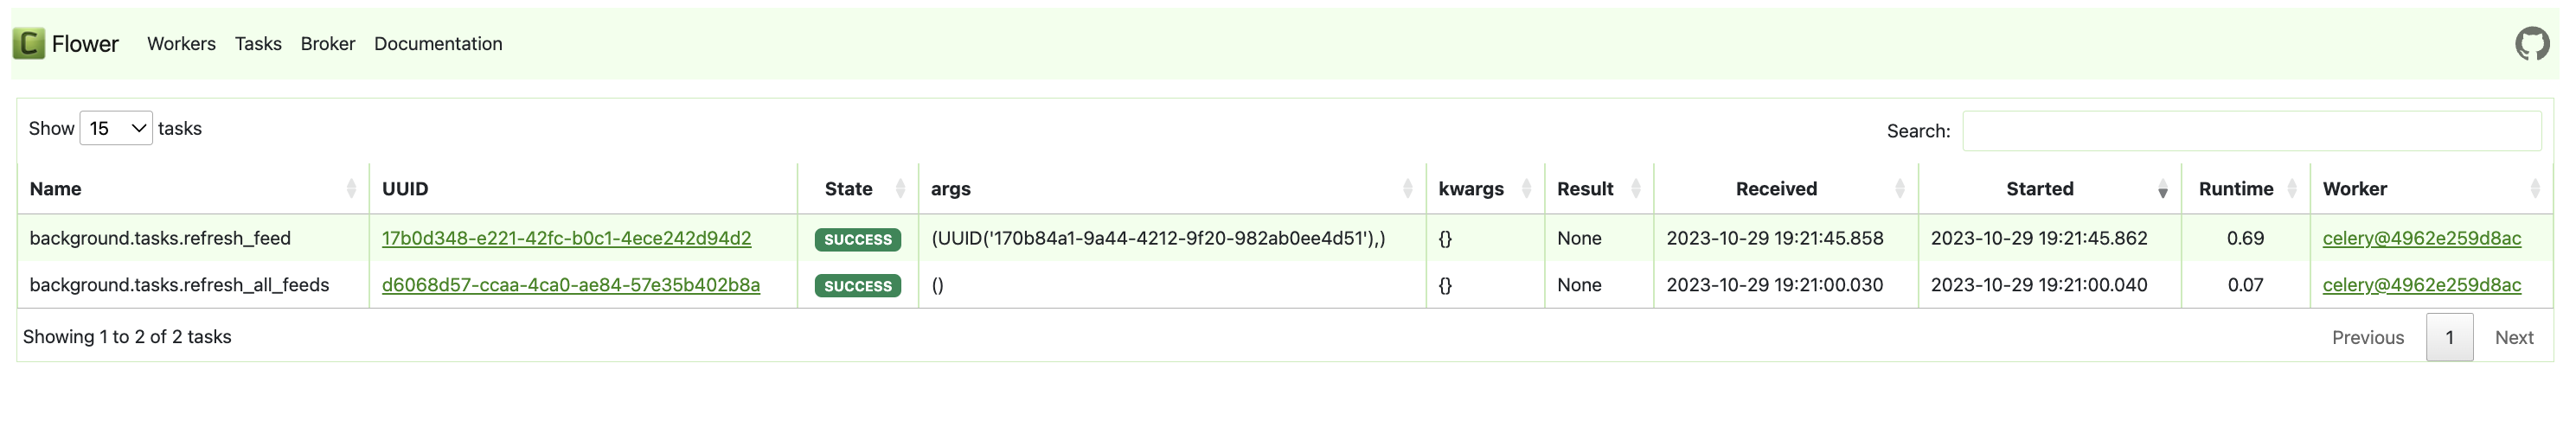 C Flower Workers Tasks Broker Documentation
Show 15 tasks Search:
Name UUID State args kwargs Result Received Started Runtime Worker
background.tasks.refresh_feed 17b0d348-e221-42fc-b0c1-4ece242d94d2 SUCCESS (UUID('170b84a1-9a44-4212-9f20-982ab0ee4d51'),) {} None 2023-10-29 19:21:45.858 2023-10-29 19:21:45.862 0.69 celery@4962e259d8ac
background.tasks.refresh_all_feeds d6068d57-ccaa-4ca0-ae84-57e35b402b8a SUCCESS () {} None 2023-10-29 19:21:00.030 2023-10-29 19:21:00.040 0.07 celery@4962e259d8ac
Showing 1 to 2 of 2 tasks Previous 1 Next